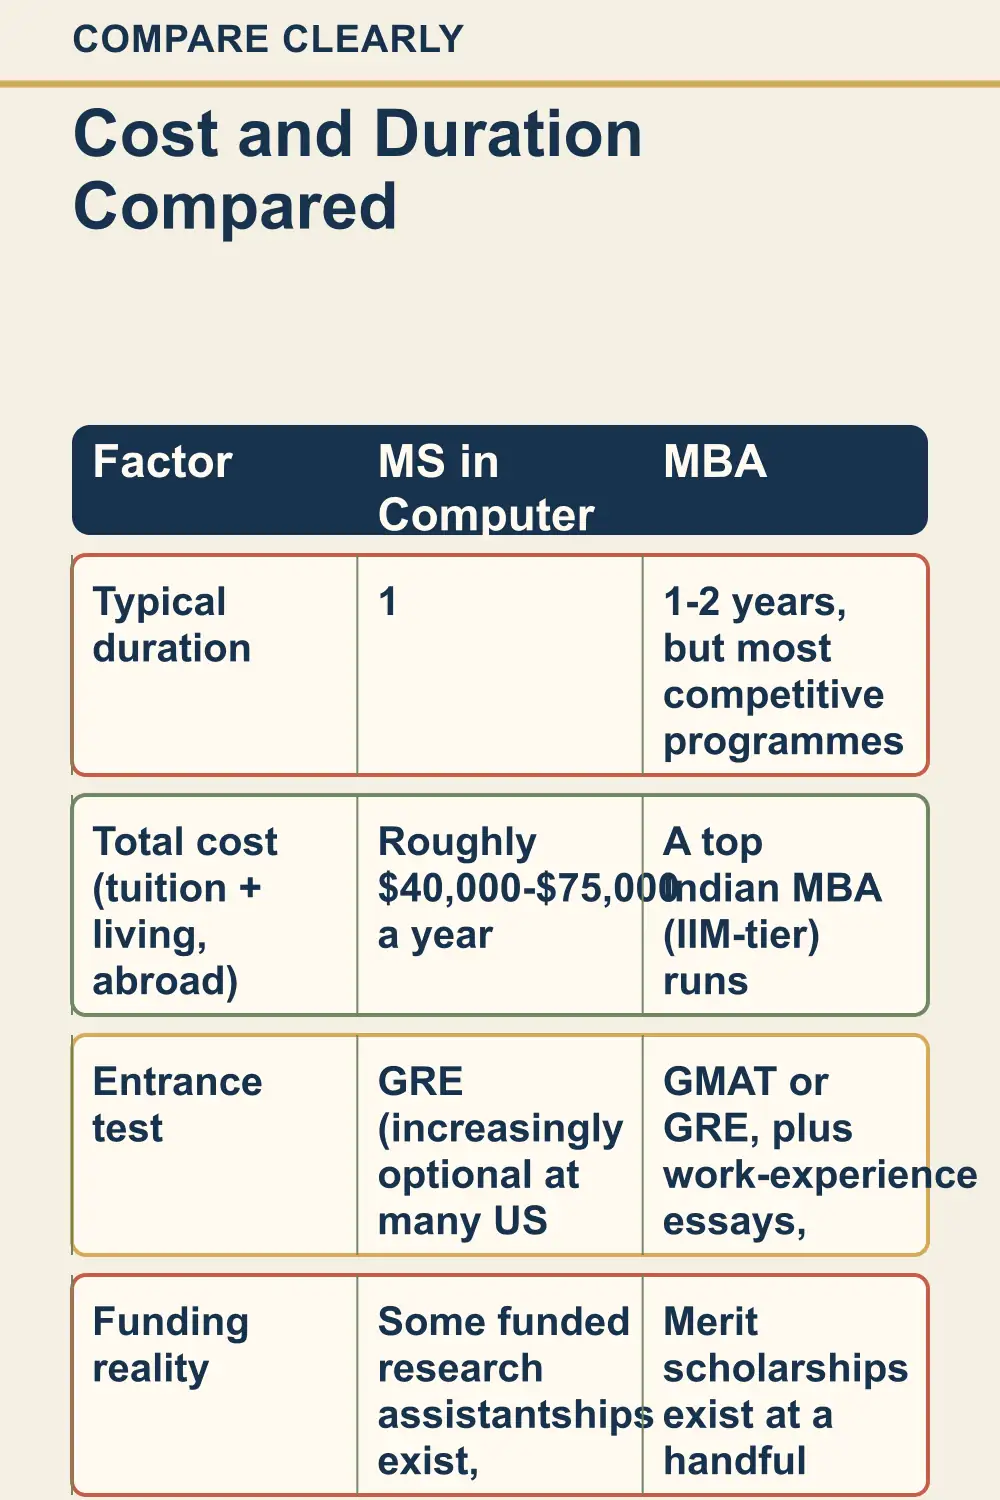 COMPARE CLEARLY
Cost and Duration
Compared
Factor
MS in
Computer
MBA
Typical
duration
1
1-2 years,
but most
competitive
programmes
Total cost
(tuition +
living,
abroad)
Roughly
$40,000-$75,000
a year
A top
Indian MBA
(IIM-tier)
runs
Entrance
test
GRE
(increasingly
optional at
many US
GMAT or
GRE, plus
work-experience
essays,
Funding
reality
Some funded
research
assistantships
exist,
Merit
scholarships
exist at a
handful